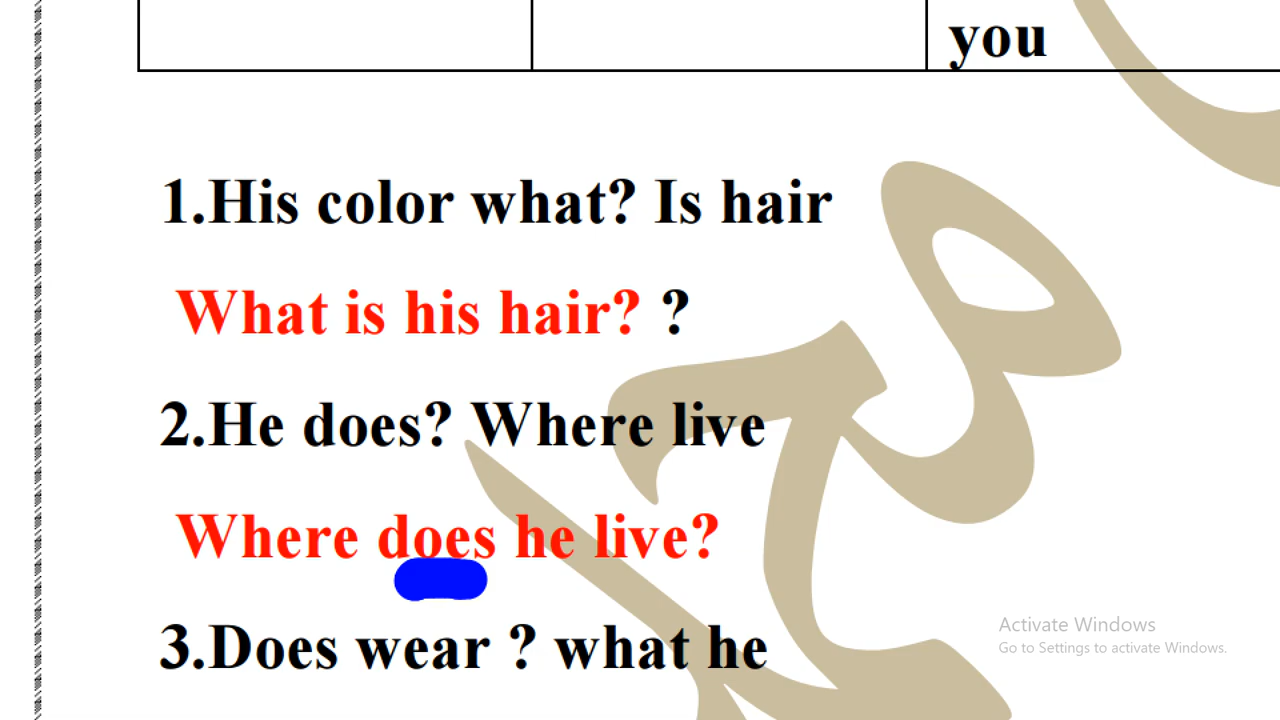 you
1.His color what? Is hair
What is his hair? ?
2.He does? Where live
Where does he live?
3.Does wear ? what he
Activate Windows
Go to Settings to activate Windows.